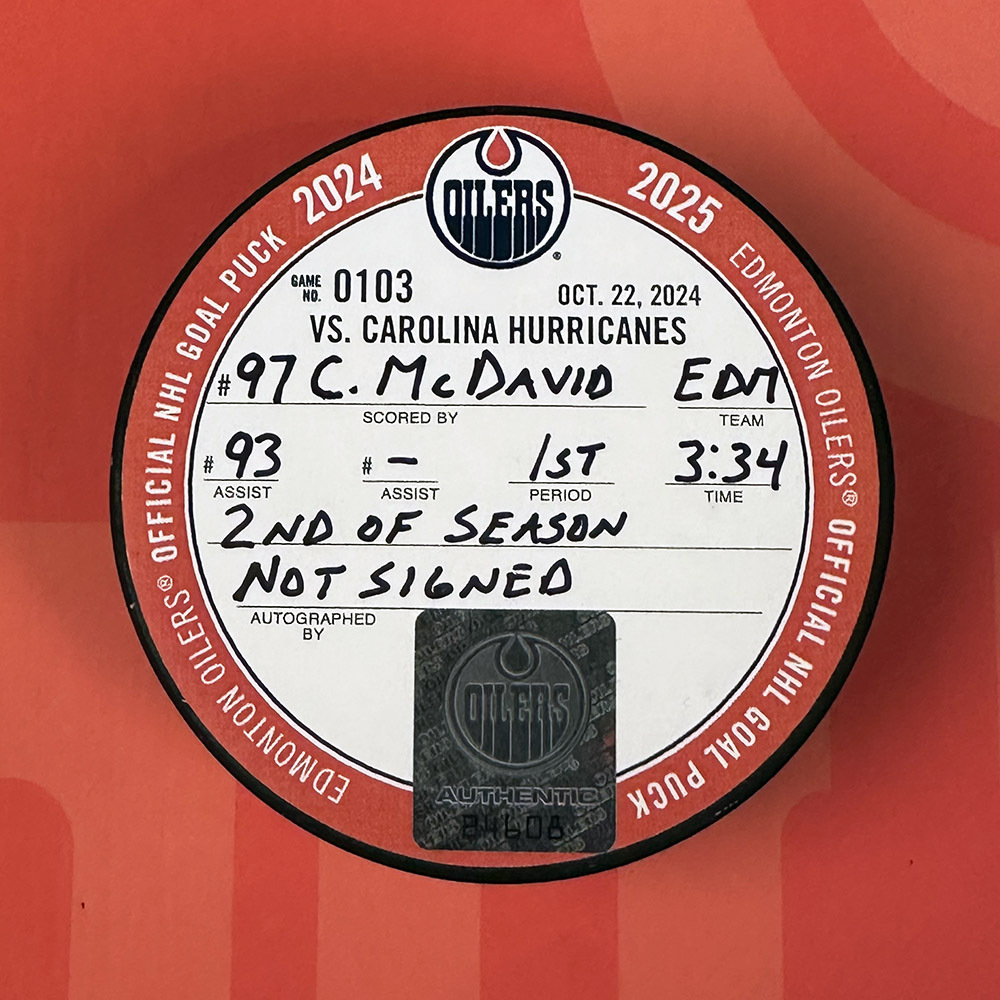 OILERS
2024
2025
EDMONTON OILERS® OFFICIAL NHL GOAL PUCK
EDMONTON OILERS® OFFICIAL NHL GOAL PUCK
GAME NO. 0103 OCT. 22, 2024
VS. CAROLINA HURRICANES
#97 C. McDAVID EDM
SCORED BY TEAM
#93 #- 1ST 3:34
ASSIST ASSIST PERIOD TIME
2ND OF SEASON
NOT SIGNED
AUTOGRAPHED
BY
OILERS
AUTHENTIC